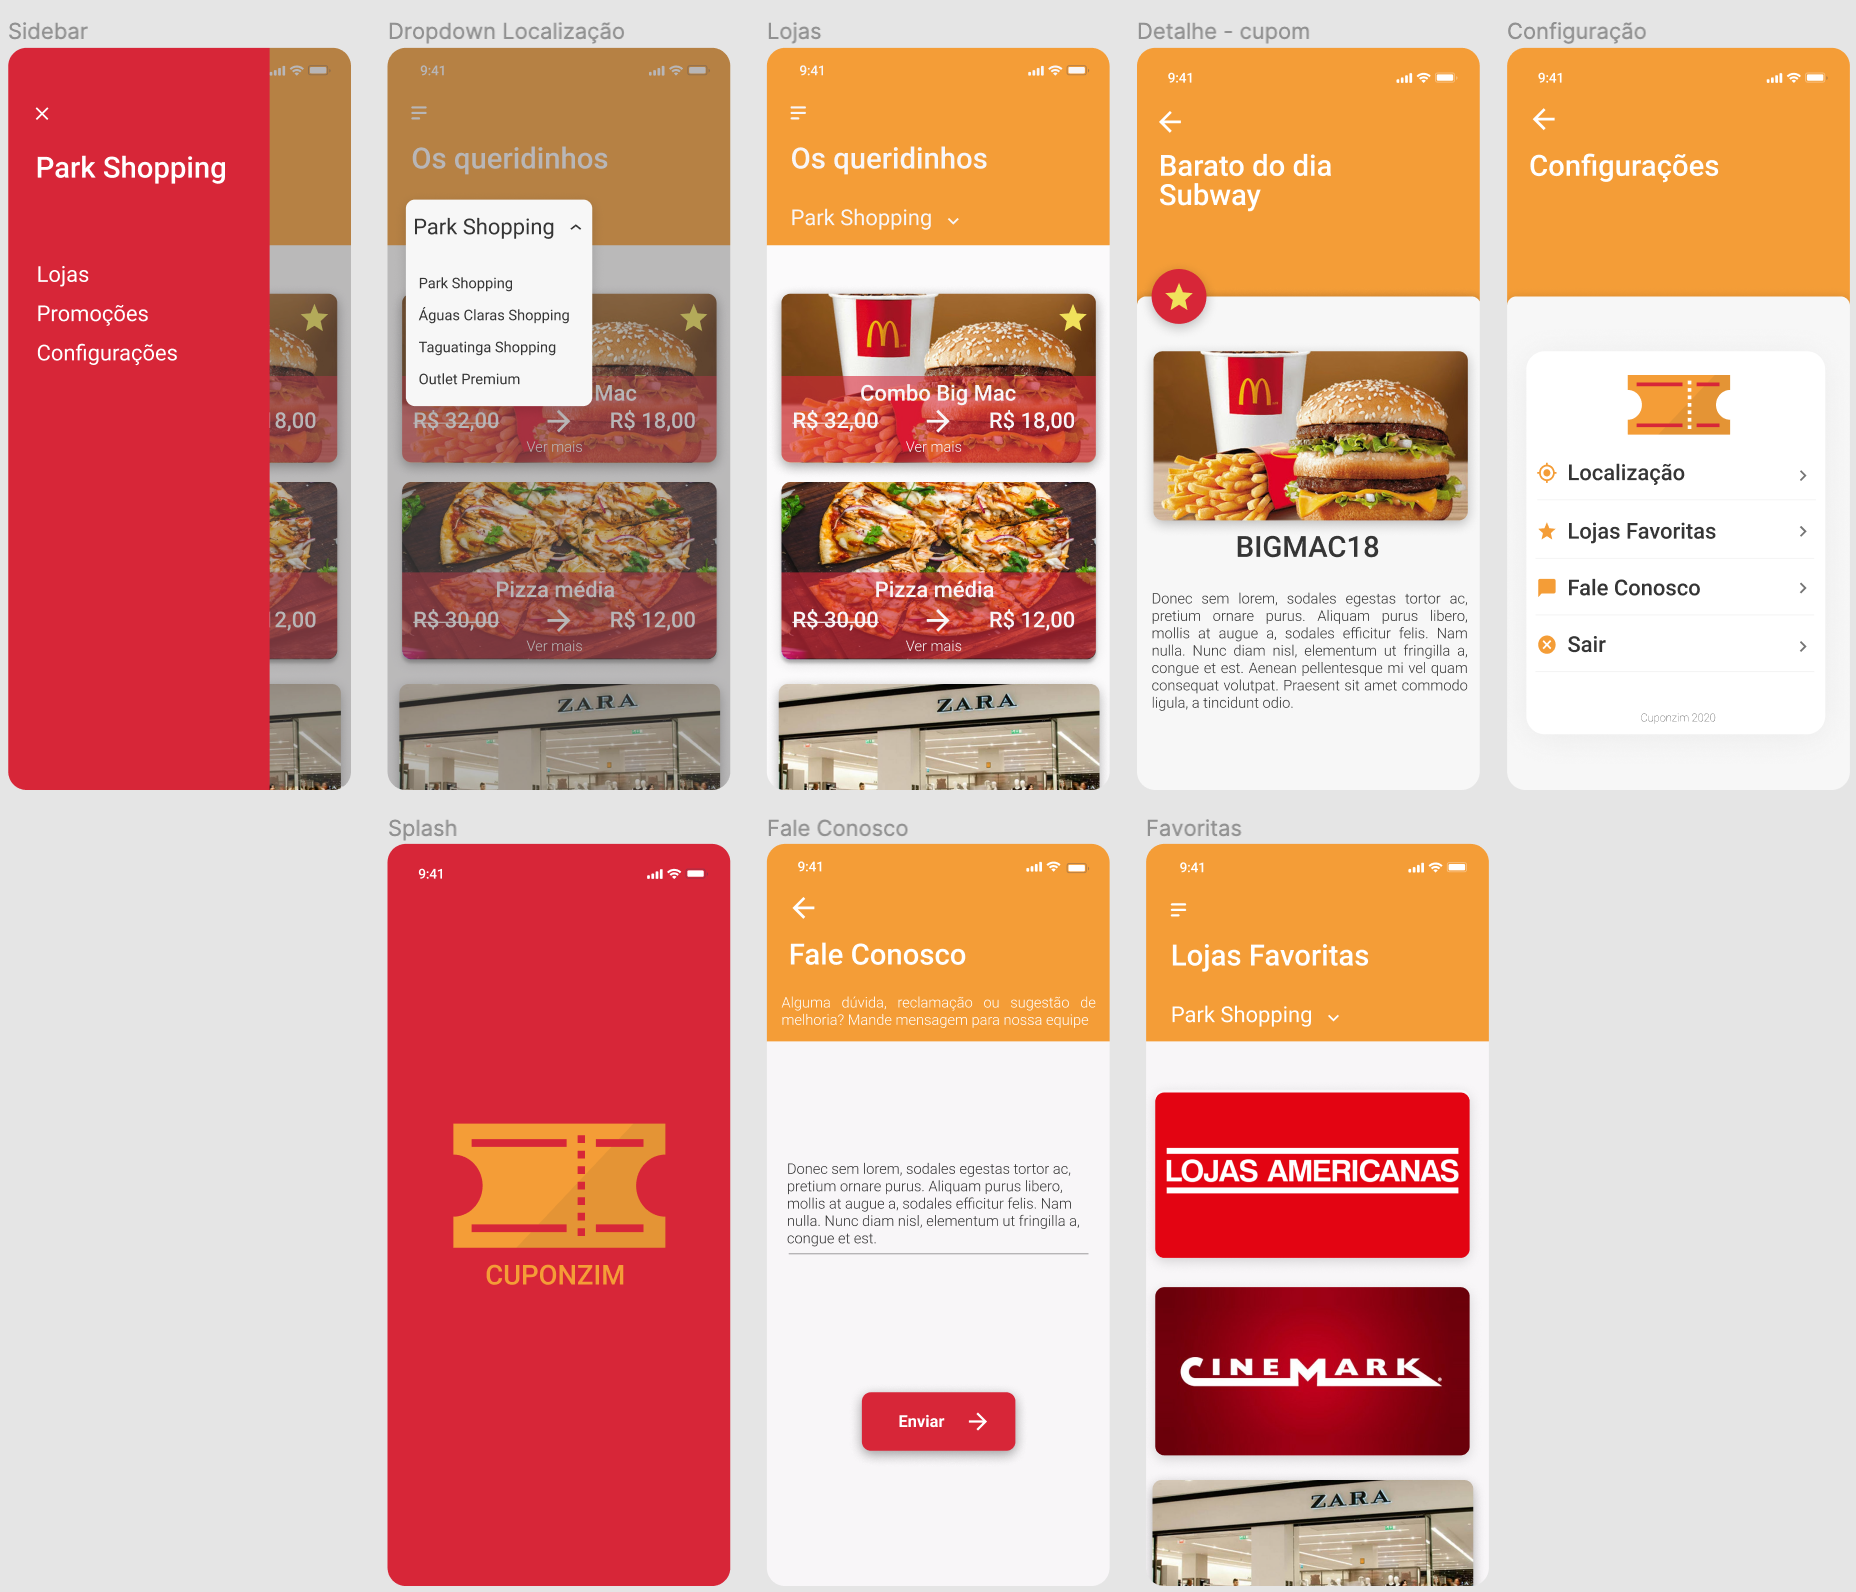 Sidebar
Park Shopping
Lojas
Promoções
Configurações
18,00
12,00
Dropdown Localização
9:41
Os queridinhos
Park Shopping
Park Shopping
Águas Claras Shopping
Taguatinga Shopping
Outlet Premium
Mac
R$ 32,00
R$ 18,00
Ver mais
Pizza média
R$ 30,00
R$ 12,00
Ver mais
ZARA
Lojas
9:41
Os queridinhos
Park Shopping
Combo Big Mac
R$ 32,00
R$ 18,00
Ver mais
Pizza média
R$ 30,00
R$ 12,00
Ver mais
ZARA
Detalhe - cupom
9:41
Barato do dia
Subway
BIGMAC18
Donec sem lorem, sodales egestas tortor ac,
pretium ornare purus. Aliquam purus libero,
mollis at augue a, sodales efficitur felis. Nam
nulla. Nunc diam nisl, elementum ut fringilla a,
congue et est. Aenean pellentesque mi vel quam
consequat volutpat. Praesent sit amet commodo
ligula, a tincidunt odio.
Configuração
9:41
Configurações
Localização
Lojas Favoritas
Fale Conosco
Sair
Cuponzim 2020
Splash
9:41
CUPONZIM
Fale Conosco
9:41
Fale Conosco
Alguma dúvida, reclamação ou sugestão de
melhoria? Mande mensagem para nossa equipe
Donec sem lorem, sodales egestas tortor ac,
pretium ornare purus. Aliquam purus libero,
mollis at augue a, sodales efficitur felis. Nam
nulla. Nunc diam nisl, elementum ut fringilla a,
congue et est.
Enviar
Favoritas
9:41
Lojas Favoritas
Park Shopping
LOJAS AMERICANAS
CINEMARK
ZARA